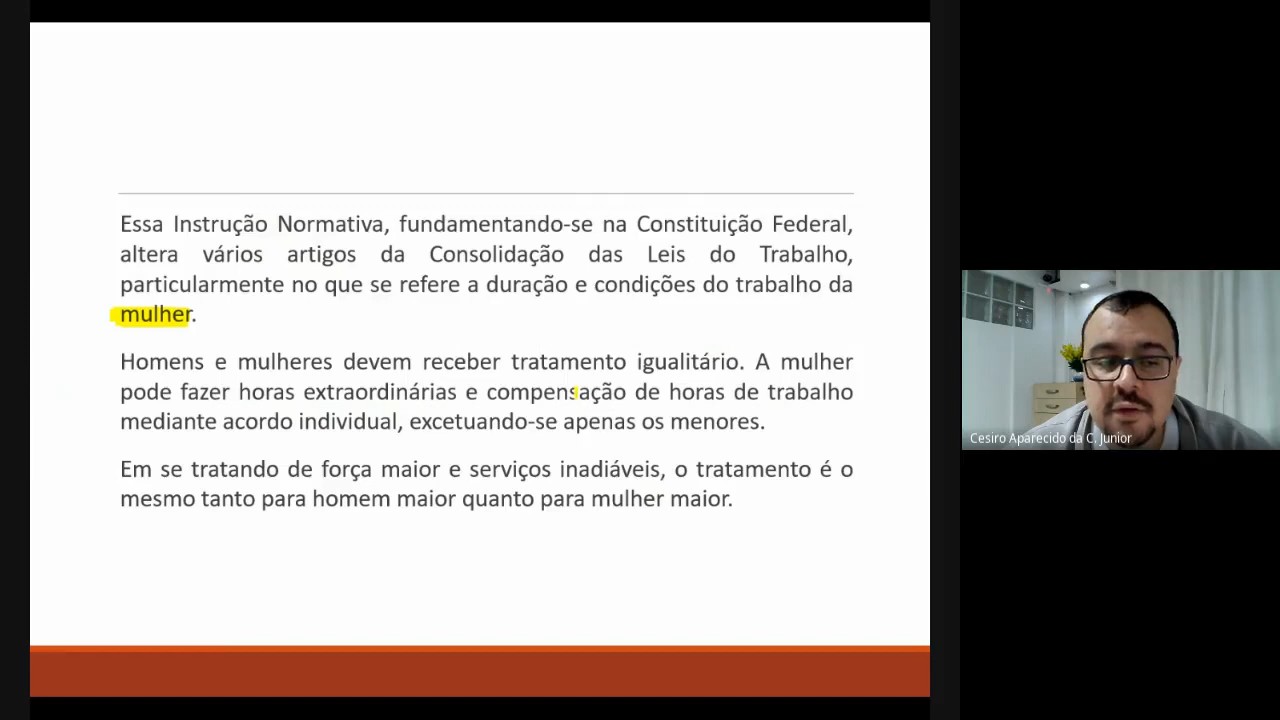 Essa Instrução Normativa, fundamentando-se na Constituição Federal,
altera vários artigos da Consolidação das Leis do Trabalho,
particularmente no que se refere a duração e condições do trabalho da
mulher.
Homens e mulheres devem receber tratamento igualitário. A mulher
pode fazer horas extraordinárias e compensação de horas de trabalho
mediante acordo individual, excetuando-se apenas os menores.
Em se tratando de força maior e serviços inadiáveis, o tratamento é o
mesmo tanto para homem maior quanto para mulher maior.
Cesiro Aparecido da C. Junior